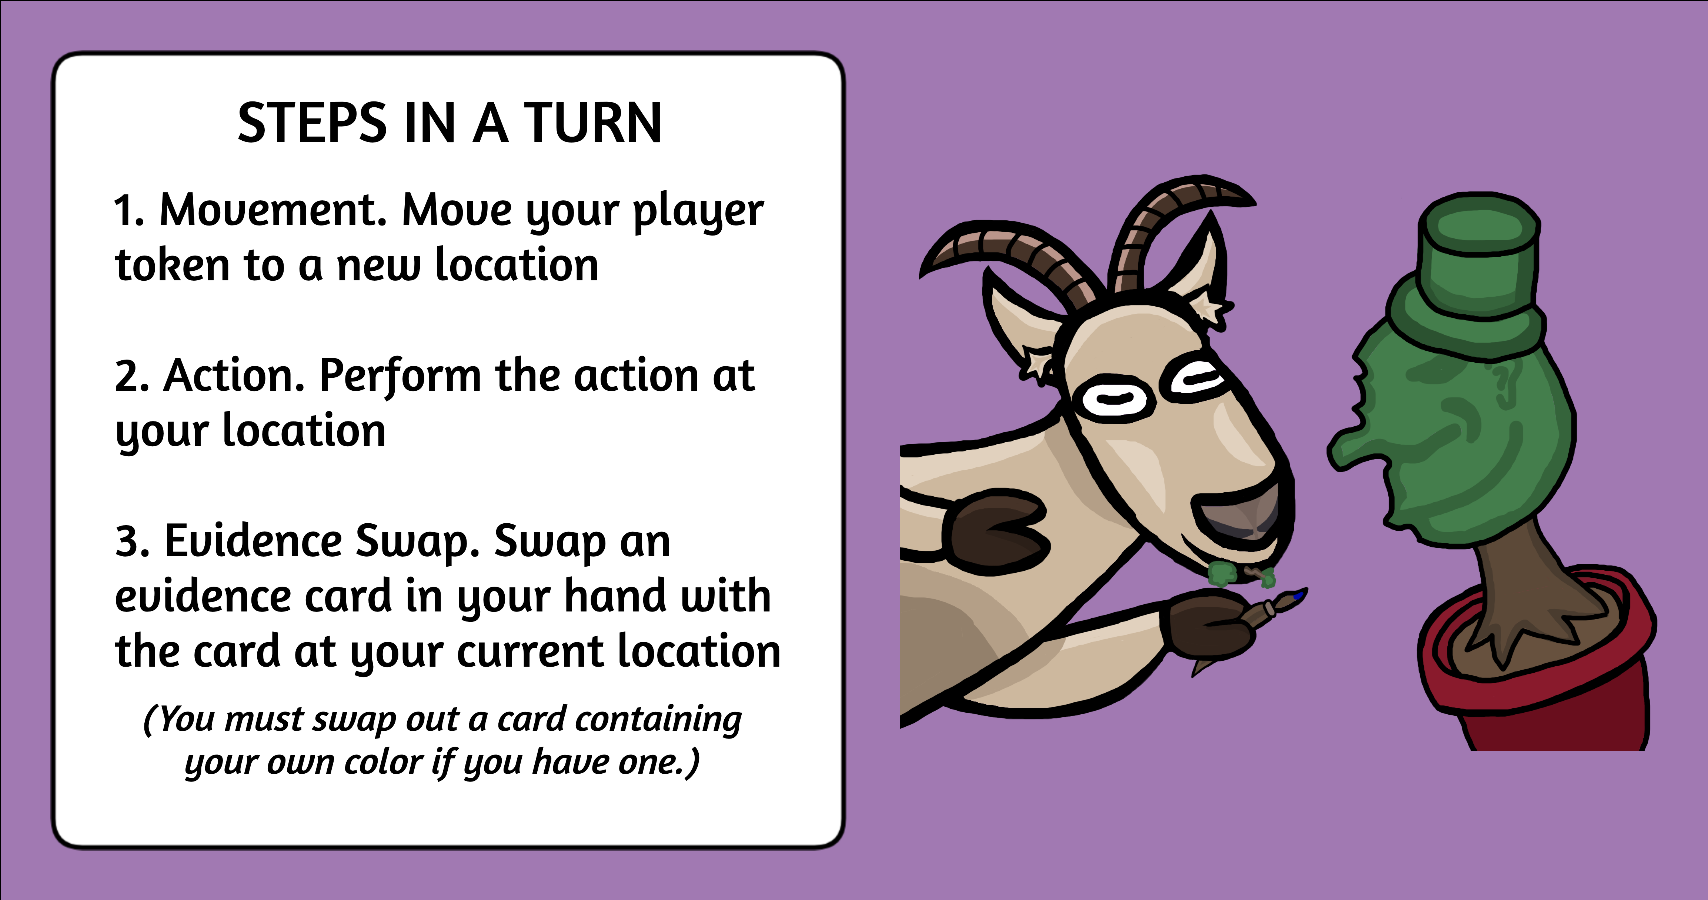 STEPS IN A TURN
1. Movement. Move your player
token to a new location
2. Action. Perform the action at
your location
3. Evidence Swap. Swap an
evidence card in your hand with
the card at your current location
(You must swap out a card containing
your own color if you have one.)